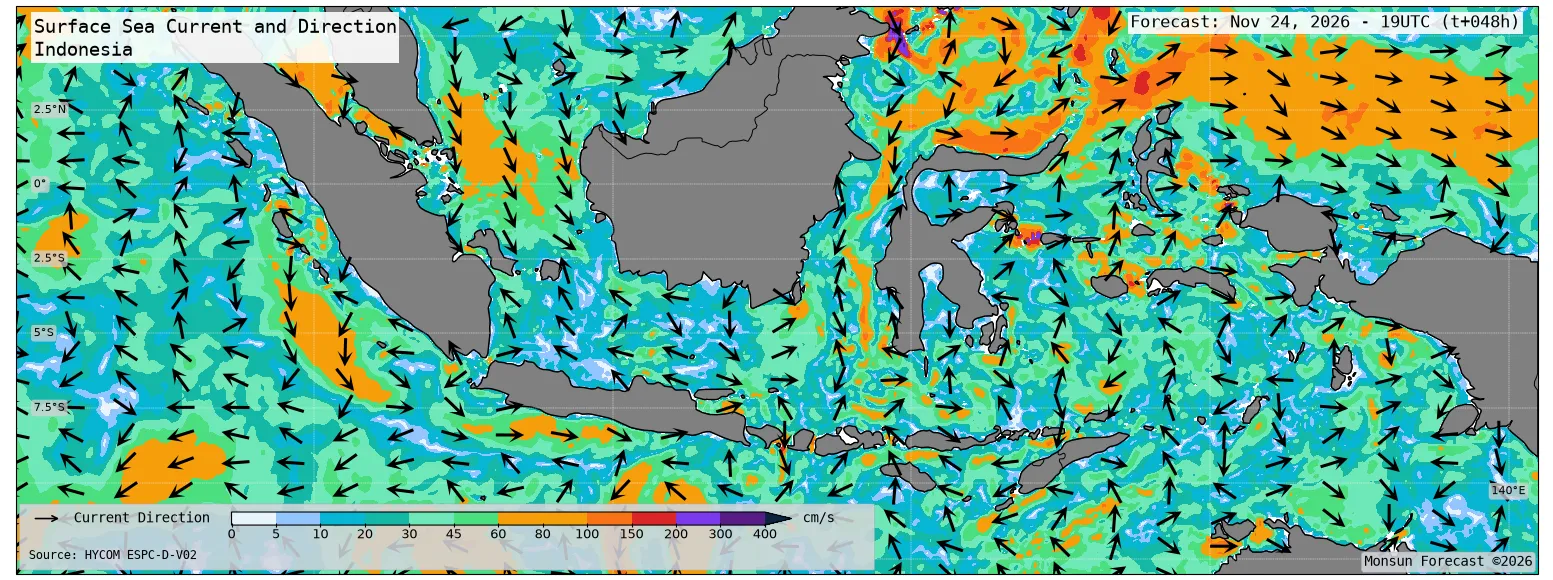 Surface Sea Current and Direction
Indonesia
Forecast: Nov 24, 2026 - 19UTC (t+048h)
2.5°N
0°
2.5°S
5°S
7.5°S
140°E
Current Direction
0 5 10 20 30 45 60 80 100 150 200 300 400 cm/s
Source: HYCOM ESPC-D-V02
Monsun Forecast ©2026